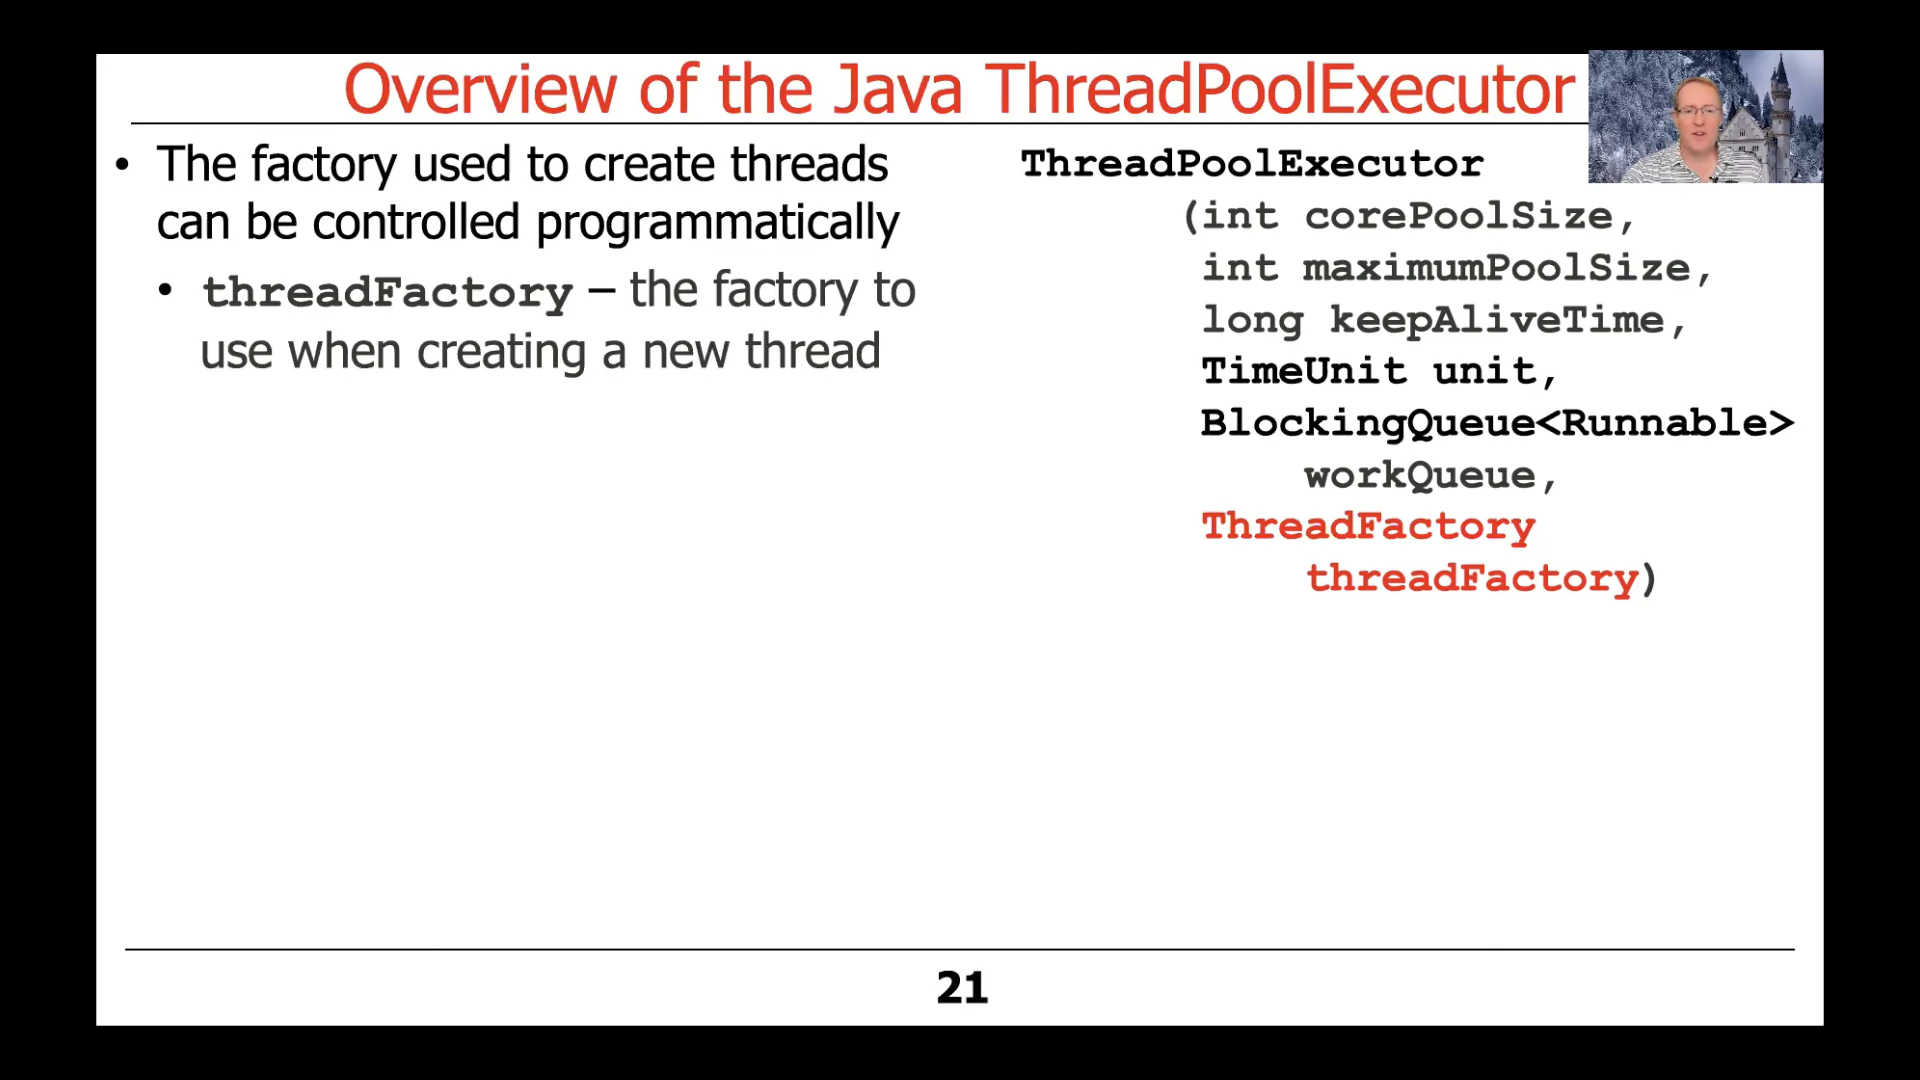 Overview of the Java ThreadPoolExecutor
• The factory used to create threads
can be controlled programmatically
• threadFactory – the factory to
use when creating a new thread
ThreadPoolExecutor
(int corePoolSize,
int maximumPoolSize,
long keepAliveTime,
TimeUnit unit,
BlockingQueue<Runnable>
workQueue,
ThreadFactory
threadFactory)
21